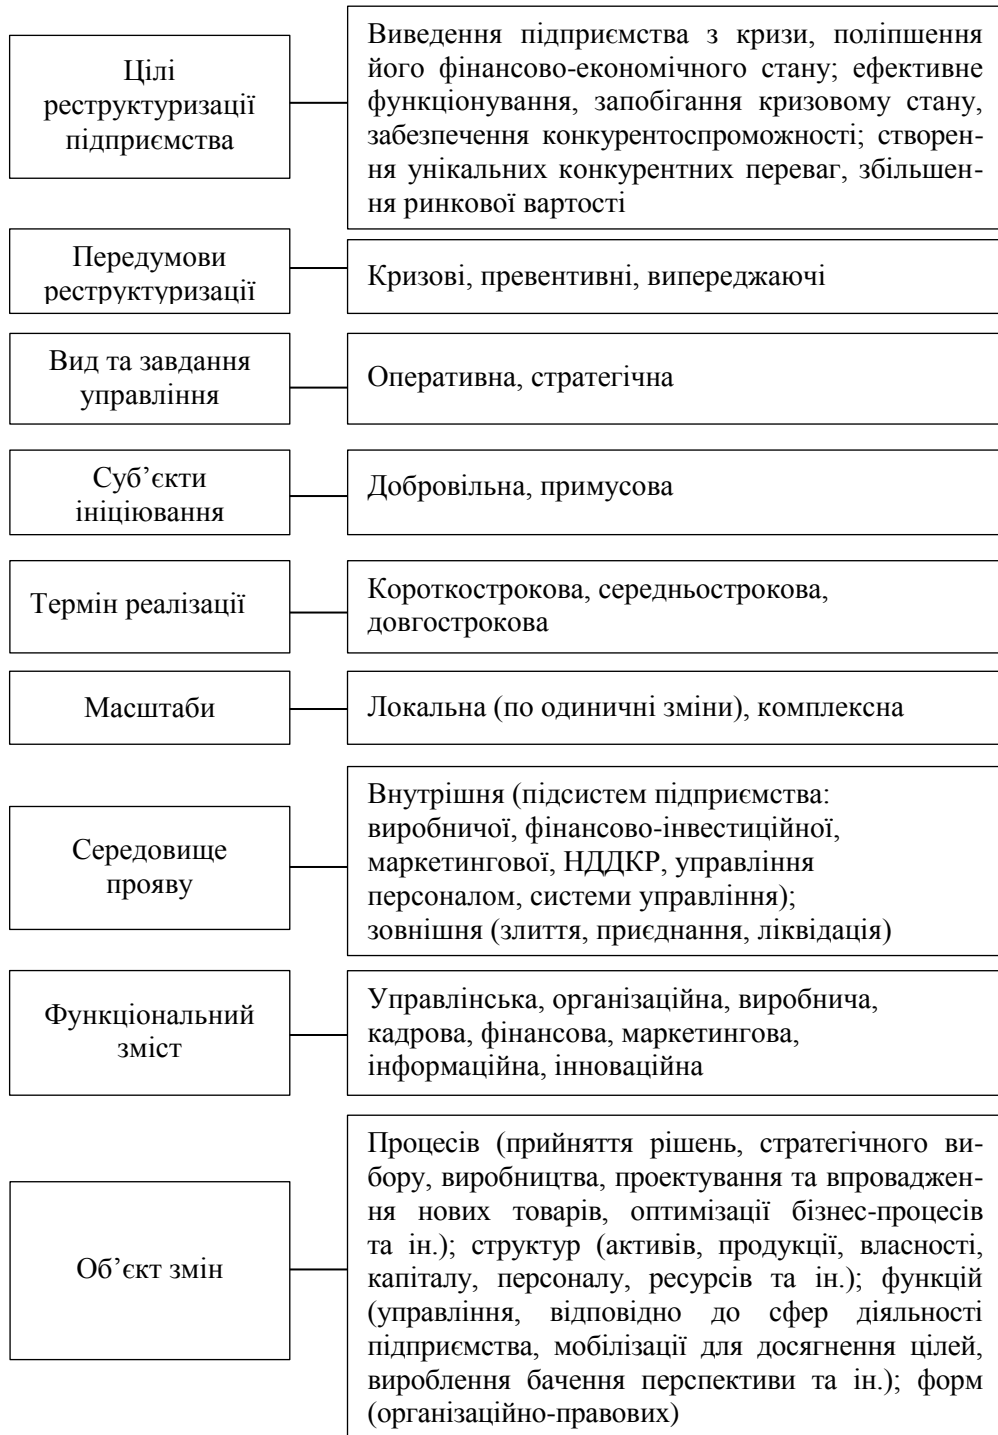 Цілі
реструктуризації
підприємства
Виведення підприємства з кризи, поліпшення
його фінансово-економічного стану; ефективне
функціонування, запобігання кризовому стану,
забезпечення конкурентоспроможності; створен-
ня унікальних конкурентних переваг, збільшен-
ня ринкової вартості
Передумови
реструктуризації
Кризові, превентивні, випереджаючі
Вид та завдання
управління
Оперативна, стратегічна
Суб’єкти
ініціювання
Добровільна, примусова
Термін реалізації
Короткострокова, середньострокова,
довгострокова
Масштаби
Локальна (по одиничні зміни), комплексна
Середовище
прояву
Внутрішня (підсистем підприємства:
виробничої, фінансово-інвестиційної,
маркетингової, НДДКР, управління
персоналом, системи управління);
зовнішня (злиття, приєднання, ліквідація)
Функціональний
зміст
Управлінська, організаційна, виробнича,
кадрова, фінансова, маркетингова,
інформаційна, інноваційна
Об’єкт змін
Процесів (прийняття рішень, стратегічного ви-
бору, виробництва, проектування та впроваджен-
ня нових товарів, оптимізації бізнес-процесів
та ін.); структур (активів, продукції, власності,
капіталу, персоналу, ресурсів та ін.); функцій
(управління, відповідно до сфер діяльності
підприємства, мобілізації для досягнення цілей,
вироблення бачення перспективи та ін.); форм
(організаційно-правових)